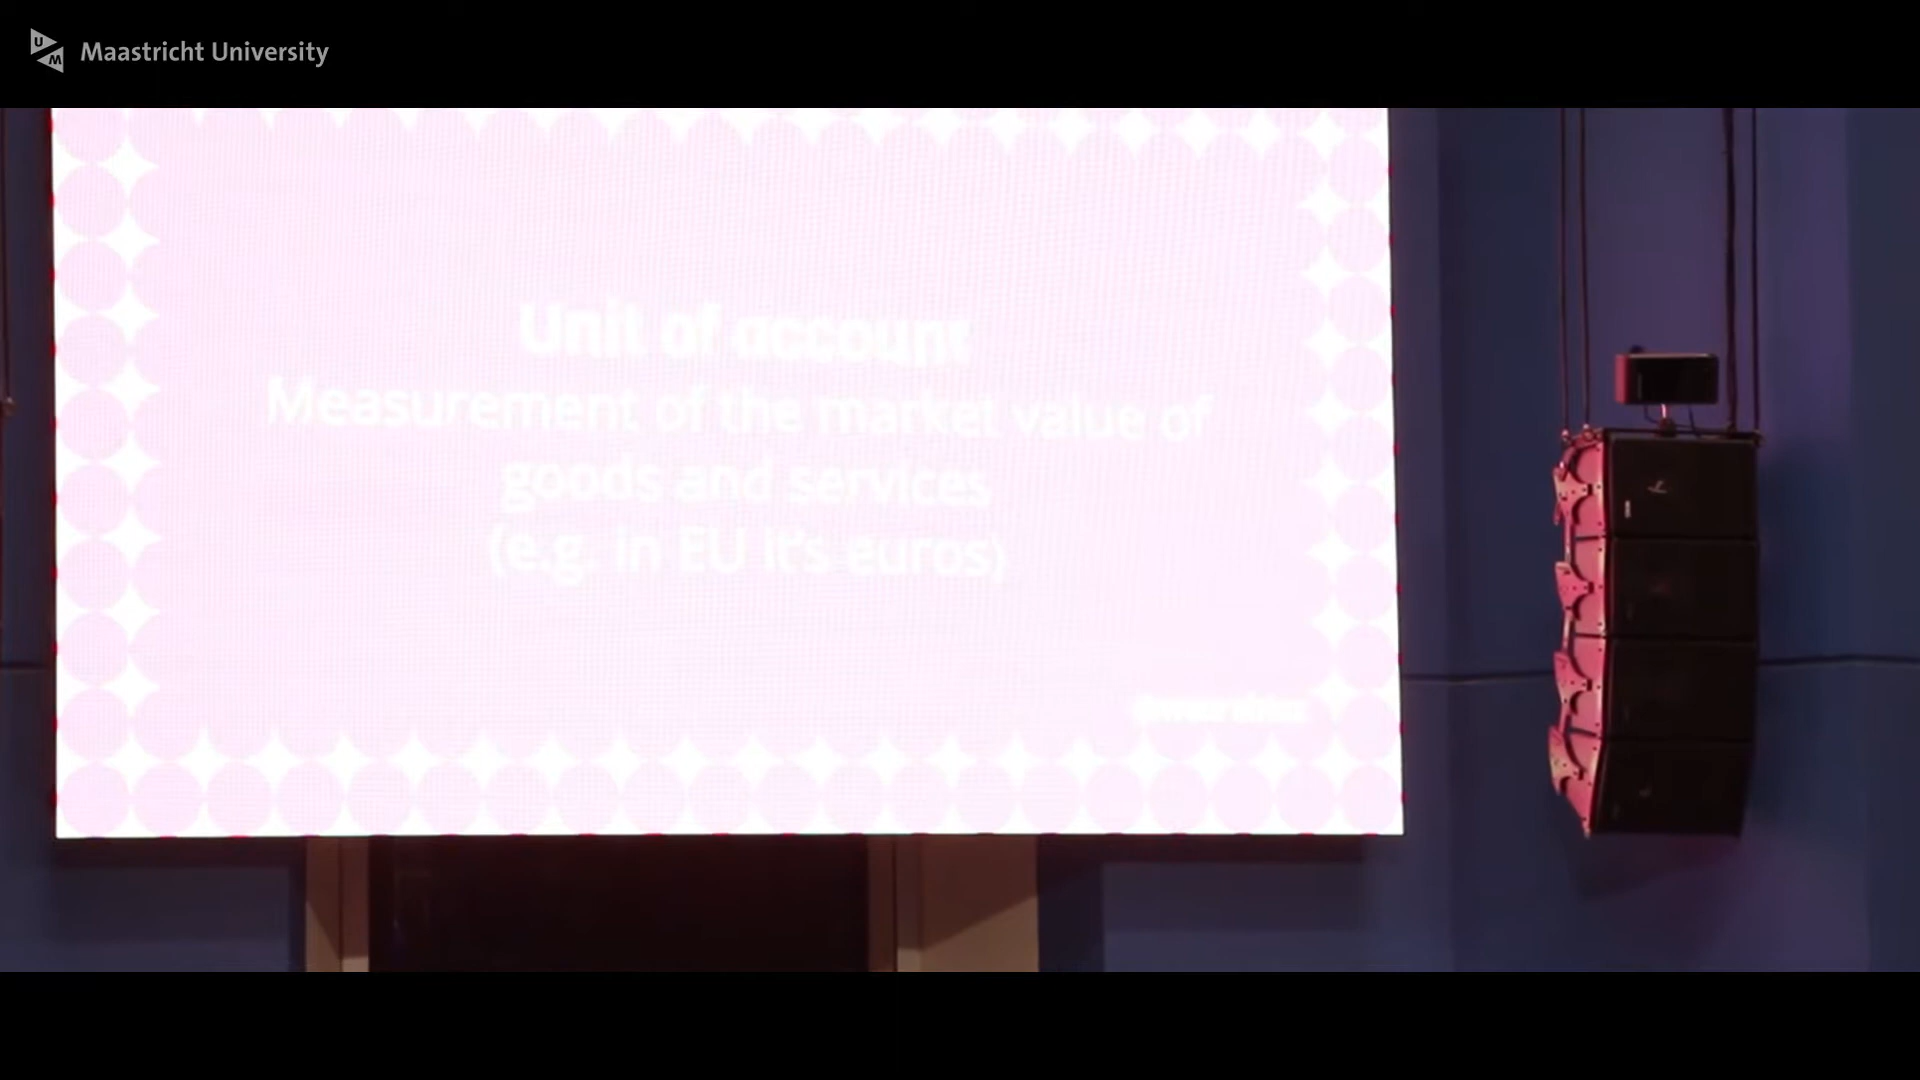 Maastricht University
Unit of account
Measurement of the market value of
goods and services
(e.g. in EU it's euros)